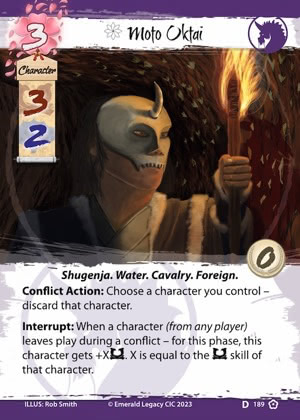 3
Moto Oktai
Character
3
2
0
Shugenja. Water. Cavalry. Foreign.
Conflict Action: Choose a character you control –
discard that character.
Interrupt: When a character (from any player)
leaves play during a conflict – for this phase, this
character gets +X. X is equal to the skill of
that character.
ILLUS: Rob Smith © Emerald Legacy CIC 2023 D 189